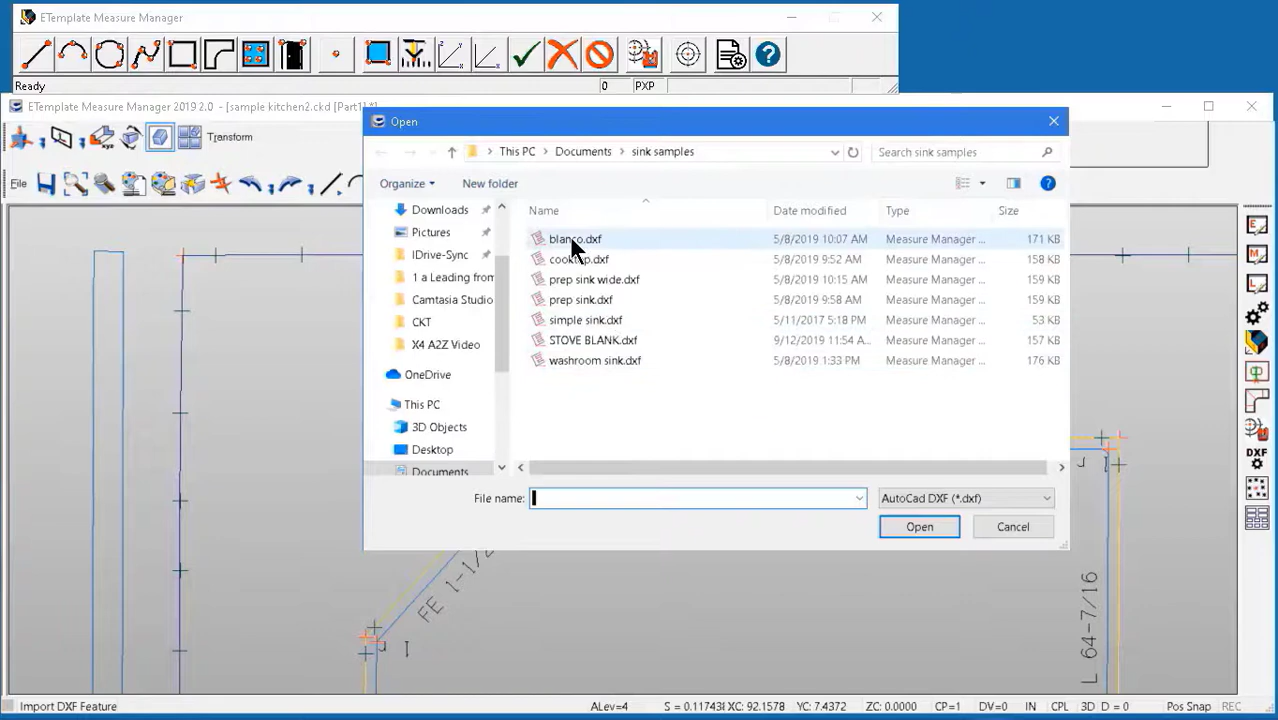 ETemplate Measure Manager
Ready
0
PXP
ETemplate Measure Manager 2019 2.0 - [sample kitchen2.ckd [Part1] *]
Transform
File
Open
This PC
Documents
sink samples
Search sink samples
Organize
New folder
Name
Date modified
Type
Size
Downloads
Pictures
IDrive-Sync
1 a Leading from
Camtasia Studio
CKT
X4 A2Z Video
OneDrive
This PC
3D Objects
Desktop
Documents
blanco.dxf 5/8/2019 10:07 AM Measure Manager ... 171 KB
cooktop.dxf 5/8/2019 9:52 AM Measure Manager ... 158 KB
prep sink wide.dxf 5/8/2019 10:15 AM Measure Manager ... 159 KB
prep sink.dxf 5/8/2019 9:58 AM Measure Manager ... 159 KB
simple sink.dxf 5/11/2017 5:18 PM Measure Manager ... 53 KB
STOVE BLANK.dxf 9/12/2019 11:54 A... Measure Manager ... 157 KB
washroom sink.dxf 5/8/2019 1:33 PM Measure Manager ... 176 KB
File name:
AutoCad DXF (*.dxf)
Open
Cancel
DXF
FE 1-1/2
L 64-7/16
Import DXF Feature
ALev=4
S = 0.117438
XC: 92.1578
YC: 7.4372
ZC: 0.0000
CP=1
DV=0
IN
CPL
3D
D = 0
Pos Snap
REC